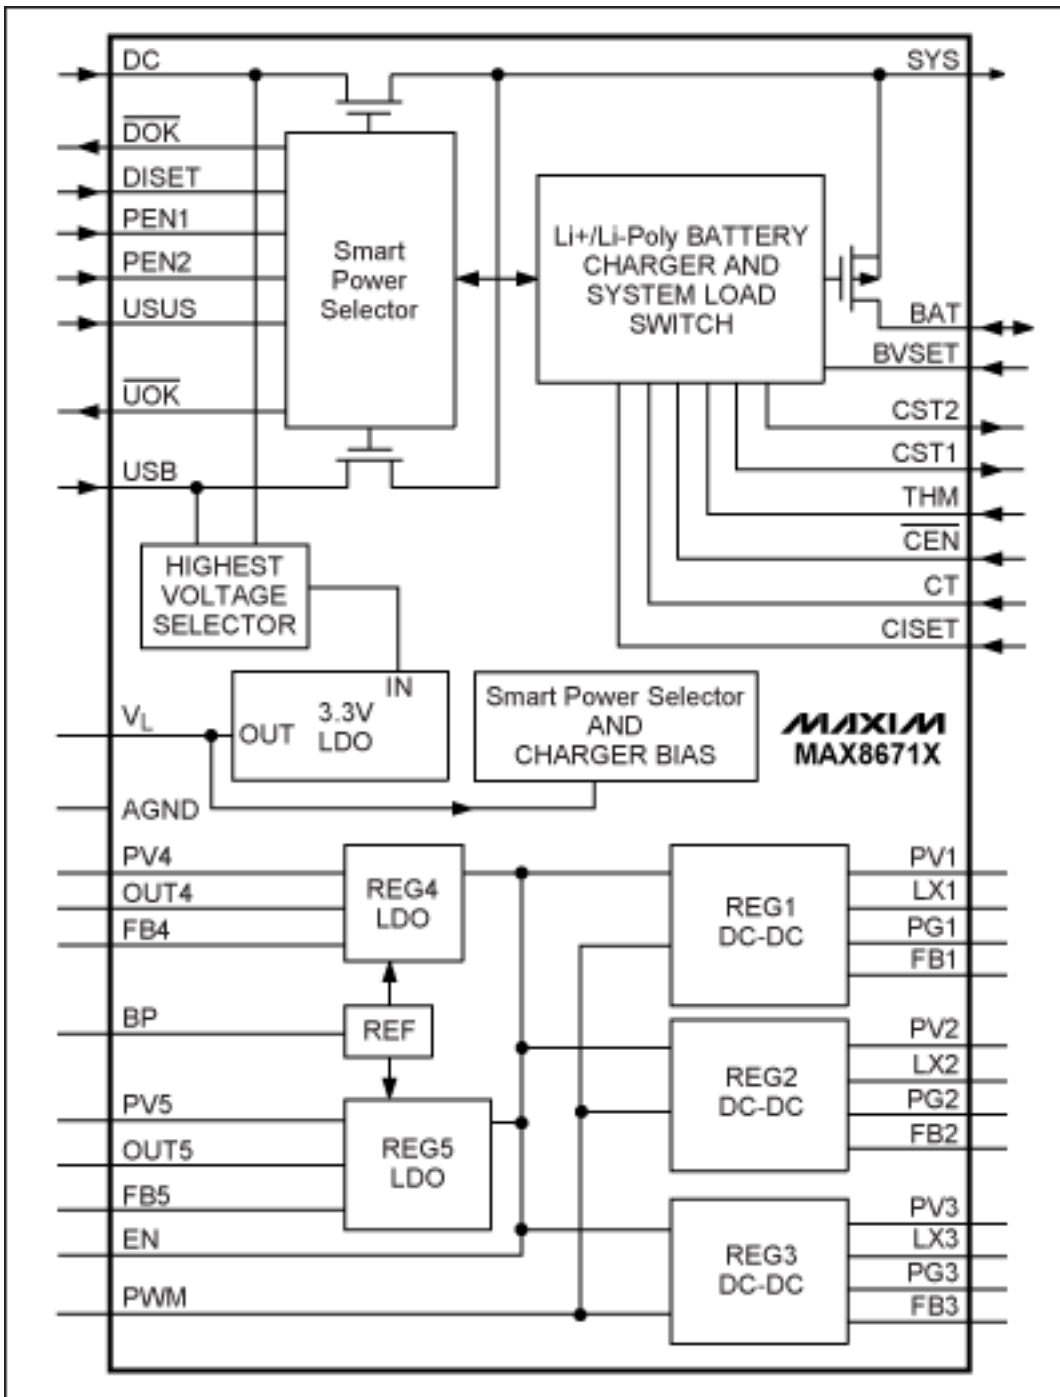 DC
SYS
DOK
DISET
PEN1
PEN2
USUS
UOK
USB
Smart
Power
Selector
Li+/Li-Poly BATTERY
CHARGER AND
SYSTEM LOAD
SWITCH
BAT
BVSET
CST2
CST1
THM
CEN
CT
CISET
HIGHEST
VOLTAGE
SELECTOR
IN
3.3V
LDO
OUT
VL
AGND
Smart Power Selector
AND
CHARGER BIAS
MAXIM
MAX8671X
PV4
OUT4
FB4
REG4
LDO
BP
REF
PV5
OUT5
FB5
REG5
LDO
EN
PWM
REG1
DC-DC
PV1
LX1
PG1
FB1
REG2
DC-DC
PV2
LX2
PG2
FB2
REG3
DC-DC
PV3
LX3
PG3
FB3